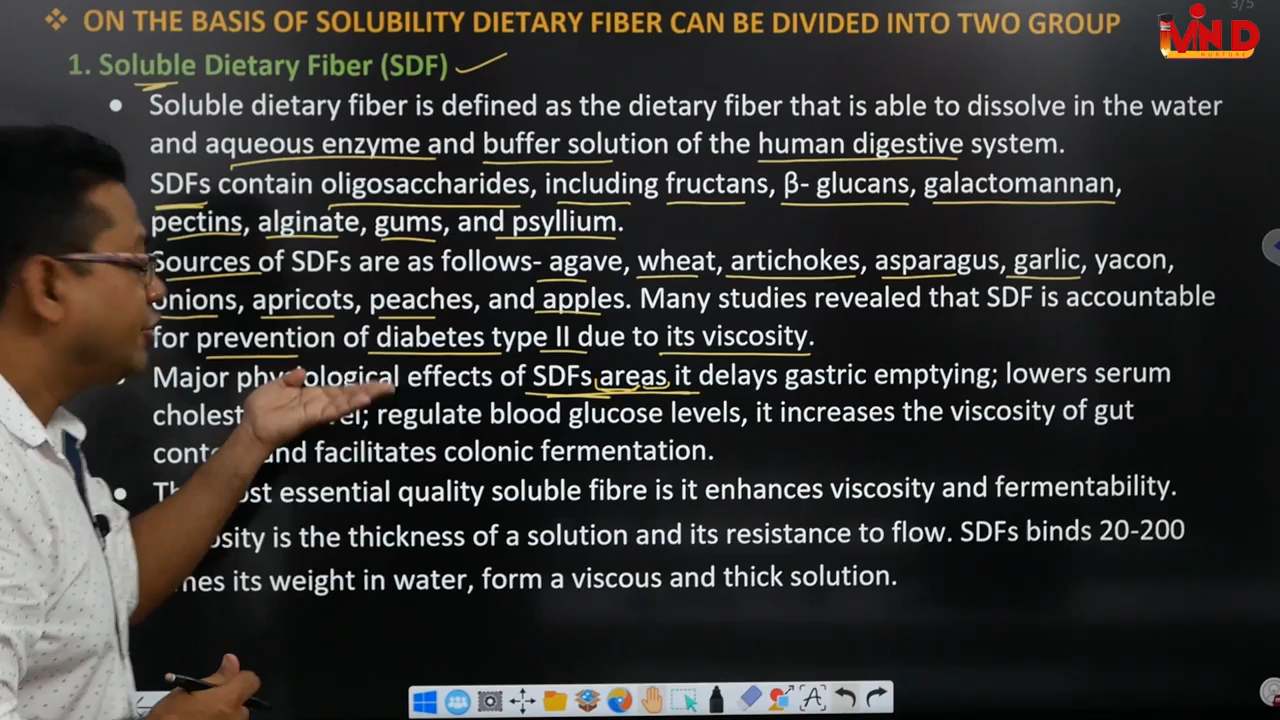 3/5
❖ ON THE BASIS OF SOLUBILITY DIETARY FIBER CAN BE DIVIDED INTO TWO GROUP
MIND
NURTURE
1. Soluble Dietary Fiber (SDF)
• Soluble dietary fiber is defined as the dietary fiber that is able to dissolve in the water
and aqueous enzyme and buffer solution of the human digestive system.
SDFs contain oligosaccharides, including fructans, β- glucans, galactomannan,
pectins, alginate, gums, and psyllium.
Sources of SDFs are as follows- agave, wheat, artichokes, asparagus, garlic, yacon,
onions, apricots, peaches, and apples. Many studies revealed that SDF is accountable
for prevention of diabetes type II due to its viscosity.
• Major physiological effects of SDFs areas it delays gastric emptying; lowers serum
regulate blood glucose levels, it increases the viscosity of gut
and facilitates colonic fermentation.
• essential quality soluble fibre is it enhances viscosity and fermentability.
is the thickness of a solution and its resistance to flow. SDFs binds 20-200
its weight in water, form a viscous and thick solution.